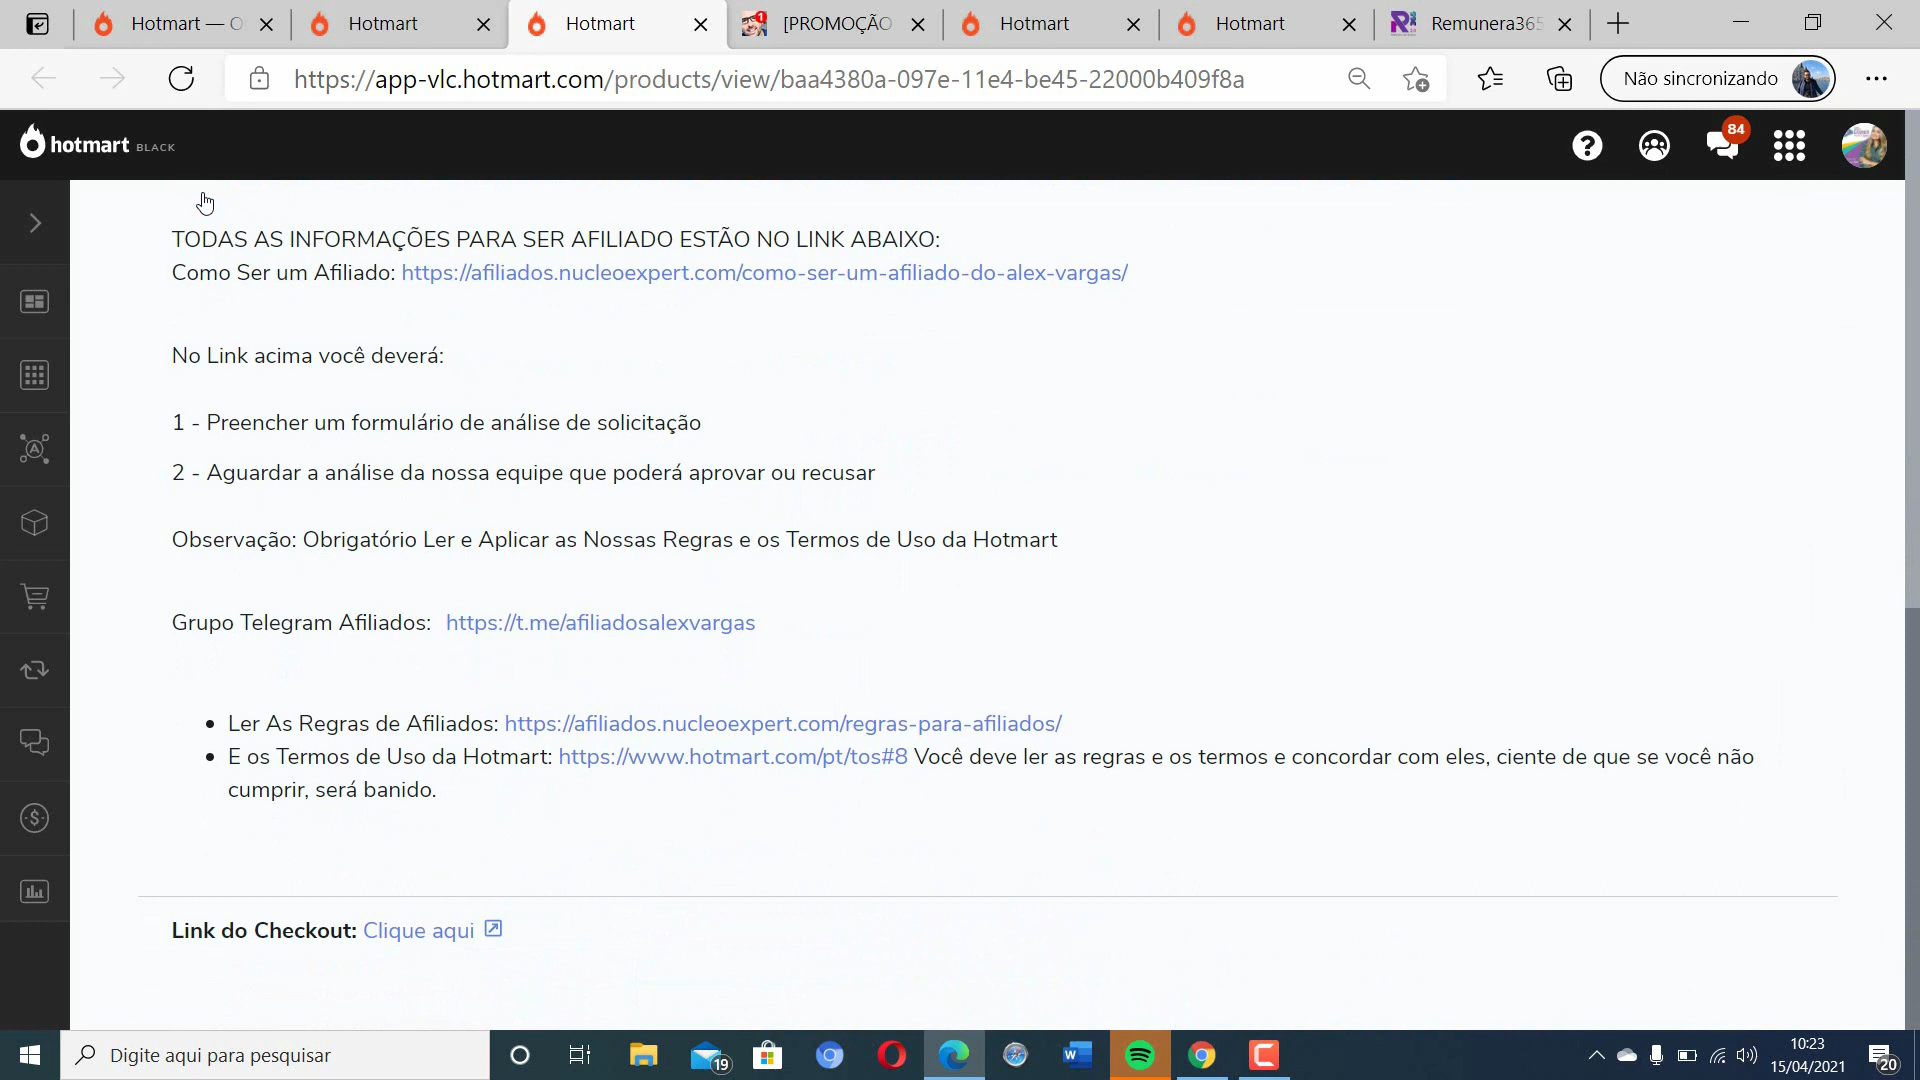 Hotmart — O
Hotmart
Hotmart
1
[PROMOÇÃO
Hotmart
Hotmart
Remunera365
https://app-vlc.hotmart.com/products/view/baa4380a-097e-11e4-be45-22000b409f8a
Não sincronizando
hotmart BLACK
84
TODAS AS INFORMAÇÕES PARA SER AFILIADO ESTÃO NO LINK ABAIXO:
Como Ser um Afiliado: https://afiliados.nucleoexpert.com/como-ser-um-afiliado-do-alex-vargas/
No Link acima você deverá:
1 - Preencher um formulário de análise de solicitação
2 - Aguardar a análise da nossa equipe que poderá aprovar ou recusar
Observação: Obrigatório Ler e Aplicar as Nossas Regras e os Termos de Uso da Hotmart
Grupo Telegram Afiliados: https://t.me/afiliadosalexvargas
Ler As Regras de Afiliados: https://afiliados.nucleoexpert.com/regras-para-afiliados/
E os Termos de Uso da Hotmart: https://www.hotmart.com/pt/tos#8 Você deve ler as regras e os termos e concordar com eles, ciente de que se você não
cumprir, será banido.
Link do Checkout: Clique aqui
Digite aqui para pesquisar
19
10:23
15/04/2021
20